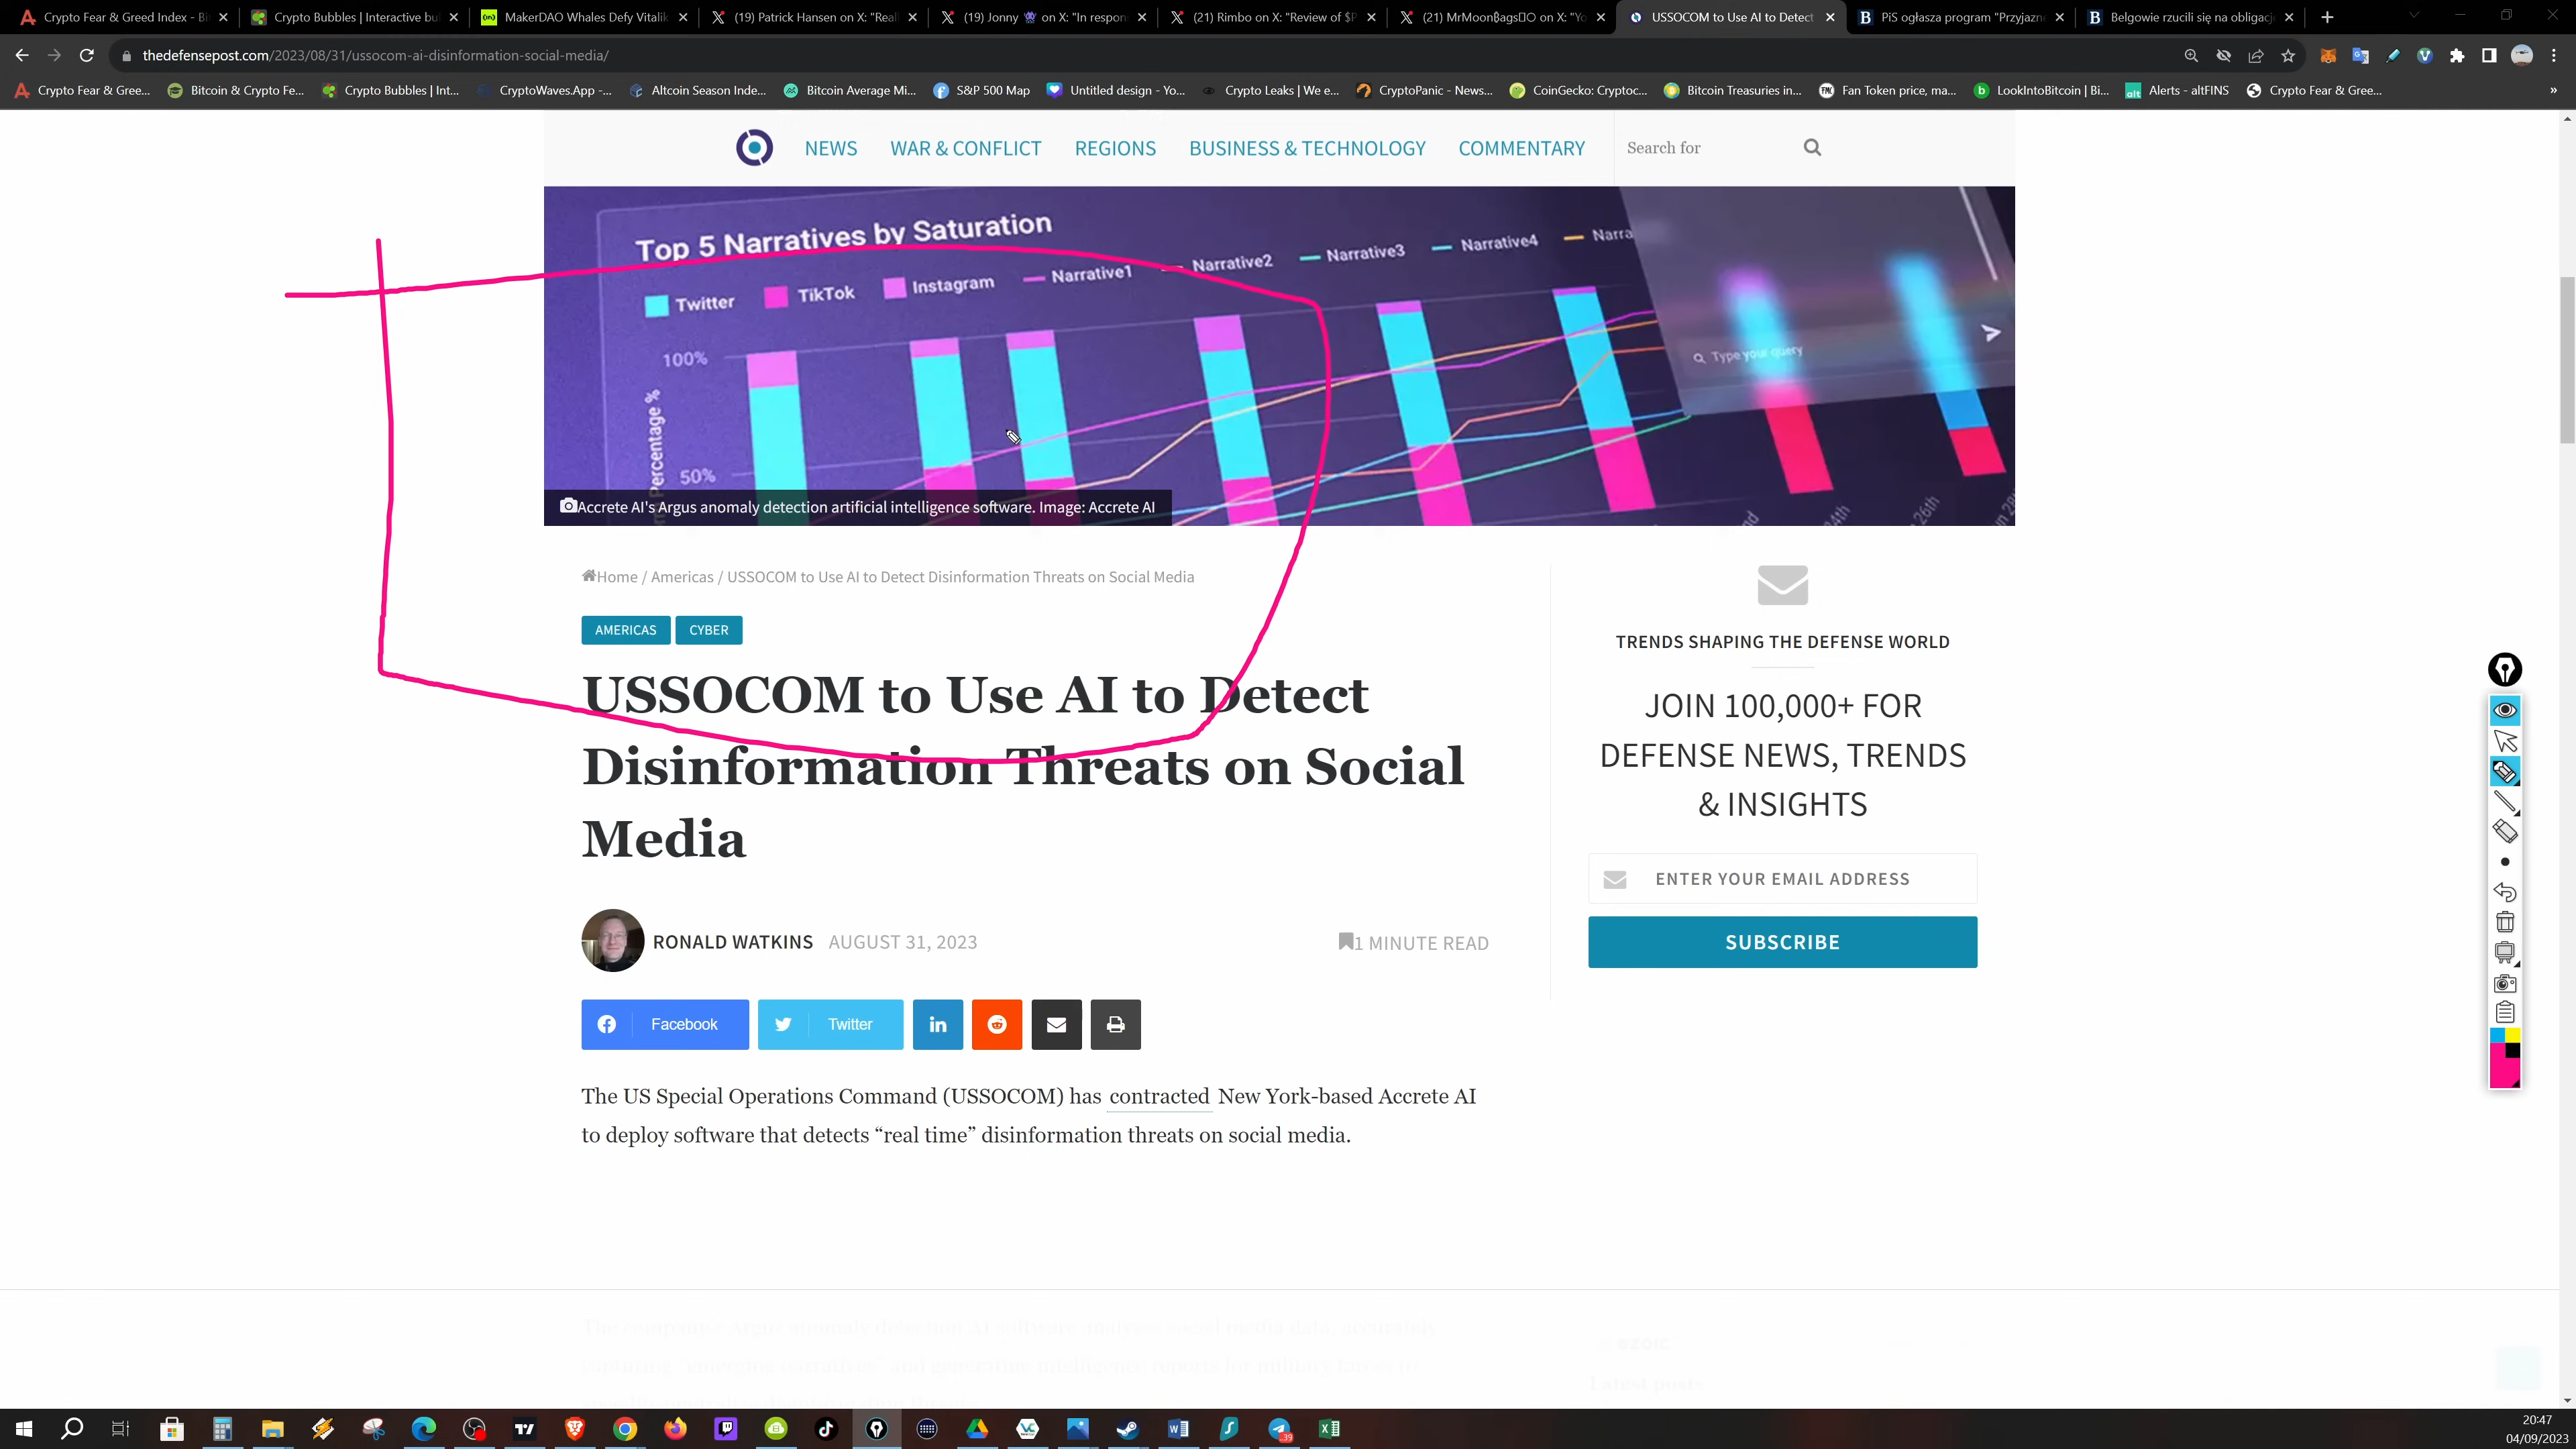 Crypto Fear & Greed Index - Bi
Crypto Bubbles | Interactive bu
MakerDAO Whales Defy Vitalik
(19) Patrick Hansen on X: "Reali
(19) Jonny 👾 on X: "In respon
(21) Rimbo on X: "Review of $P
(21) MrMoonβags on X: "Yo
USSOCOM to Use AI to Detect
PiS ogłasza program "Przyjazn
Belgowie rzucili się na obligacj
thedefensepost.com/2023/08/31/ussocom-ai-disinformation-social-media/
Crypto Fear & Gree...
Bitcoin & Crypto Fe...
Crypto Bubbles | Int...
CryptoWaves.App -...
Altcoin Season Inde...
Bitcoin Average Mi...
S&P 500 Map
Untitled design - Yo...
Crypto Leaks | We e...
CryptoPanic - News...
CoinGecko: Cryptoc...
Bitcoin Treasuries in...
Fan Token price, ma...
LookIntoBitcoin | Bi...
Alerts - altFINS
Crypto Fear & Gree...
NEWS
WAR & CONFLICT
REGIONS
BUSINESS & TECHNOLOGY
COMMENTARY
Search for
Top 5 Narratives by Saturation
Twitter
TikTok
Instagram
Narrative1
Narrative2
Narrative3
Narrative4
Narra
100%
50%
Percentage %
Type your query
24th
26th
Accrete AI's Argus anomaly detection artificial intelligence software. Image: Accrete AI
Home / Americas / USSOCOM to Use AI to Detect Disinformation Threats on Social Media
AMERICAS
CYBER
USSOCOM to Use AI to Detect
Disinformation Threats on Social
Media
RONALD WATKINS
AUGUST 31, 2023
1 MINUTE READ
Facebook
Twitter
The US Special Operations Command (USSOCOM) has contracted New York-based Accrete AI
to deploy software that detects “real time” disinformation threats on social media.
TRENDS SHAPING THE DEFENSE WORLD
JOIN 100,000+ FOR
DEFENSE NEWS, TRENDS
& INSIGHTS
ENTER YOUR EMAIL ADDRESS
SUBSCRIBE
Latest posts
39
20:47
04/09/2023